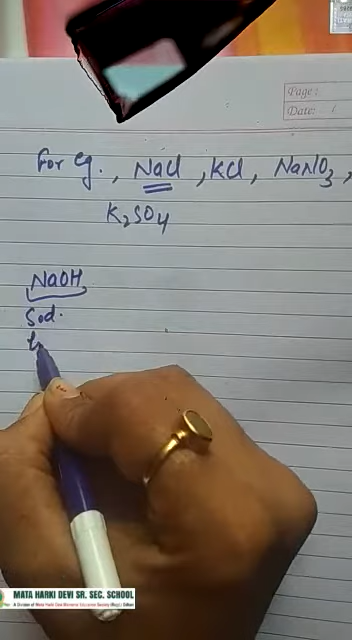 Page:
Date: /
For eg., NaCl, KCl, NaNO3,
K2SO4
NaOH
Sod.
MATA HARKI DEVI SR. SEC. SCHOOL